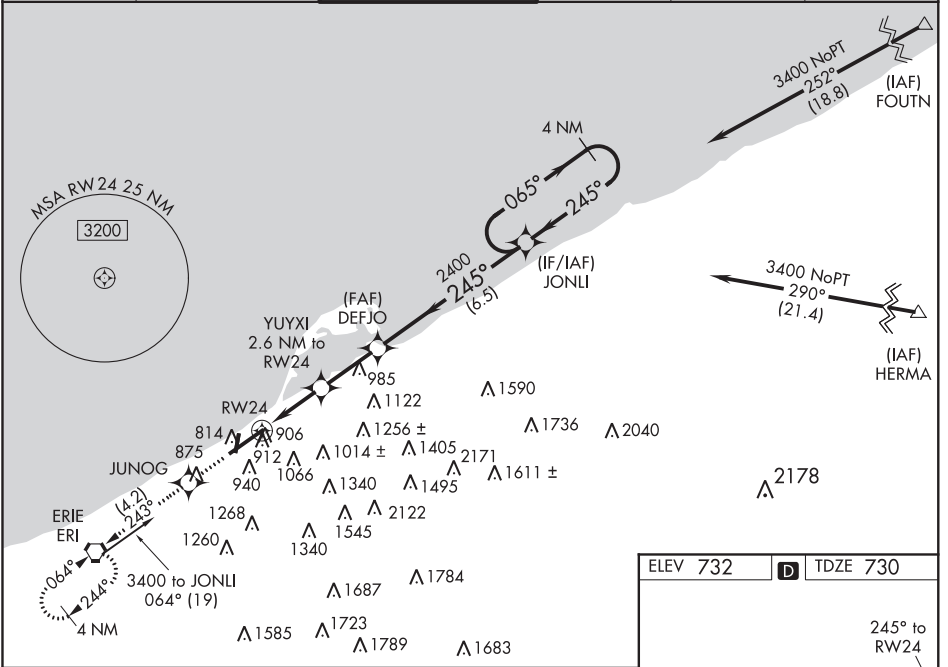 3400 NoPT
252°
(18.8)
(IAF)
FOUTN
4 NM
065°
245°
MSA RW24 25 NM
3200
(IF/IAF)
JONLI
2400
245°
(6.5)
3400 NoPT
290°
(21.4)
(IAF)
HERMA
(FAF)
DEFJO
YUYXI
2.6 NM to
RW24
985
1590
1122
RW24
814
906
1256 ±
1736
2040
875
912
1014 ±
1405
JUNOG
940
1066
2171
1611 ±
2178
1340
1495
(4.2)
243°
ERIE
ERI
1268
1545
2122
1260
1340
064°
244°
3400 to JONLI
064° (19)
4 NM
1687
1784
1585
1723
1789
1683
ELEV 732
D
TDZE 730
245° to
RW24